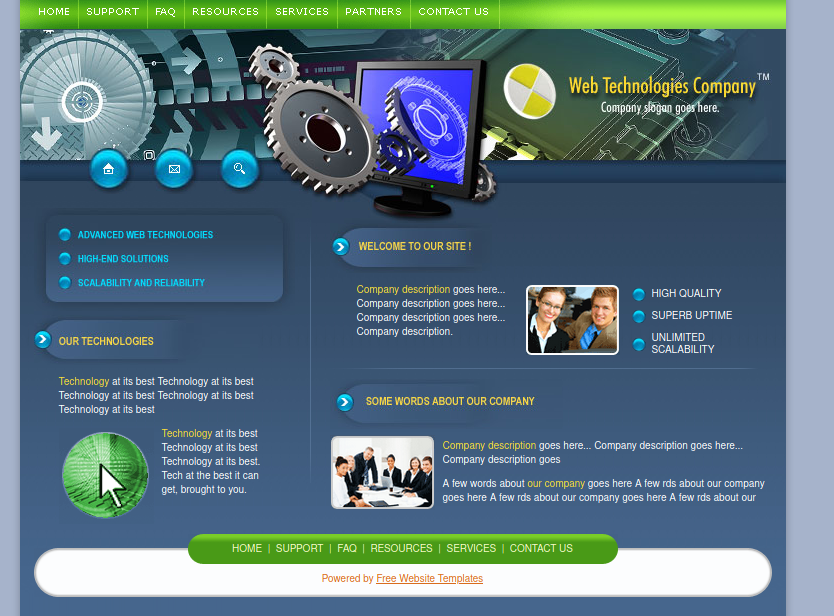 HOME SUPPORT FAQ RESOURCES SERVICES PARTNERS CONTACT US
Web Technologies Company TM
Company slogan goes here.
ADVANCED WEB TECHNOLOGIES
HIGH-END SOLUTIONS
SCALABILITY AND RELIABILITY
OUR TECHNOLOGIES
Technology at its best Technology at its best
Technology at its best Technology at its best
Technology at its best
Technology at its best
Technology at its best
Technology at its best.
Tech at the best it can
get, brought to you.
WELCOME TO OUR SITE !
Company description goes here...
Company description goes here...
Company description goes here...
Company description.
HIGH QUALITY
SUPERB UPTIME
UNLIMITED
SCALABILITY
SOME WORDS ABOUT OUR COMPANY
Company description goes here... Company description goes here...
Company description goes
A few words about our company goes here A few rds about our company
goes here A few rds about our company goes here A few rds about our
HOME | SUPPORT | FAQ | RESOURCES | SERVICES | CONTACT US
Powered by Free Website Templates